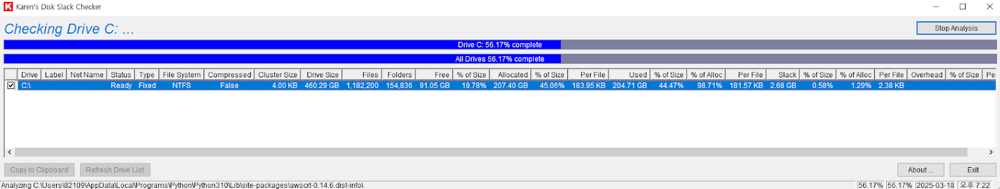 K Karen's Disk Slack Checker
Checking Drive C: ...
Stop Analysis
Drive C: 56.17% complete
All Drives 56.17% complete
Drive Label Net Name Status Type File System Compressed Cluster Size Drive Size Files Folders Free % of Size Allocated % of Size Per File Used % of Size % of Alloc Per File Slack % of Size % of Alloc Per File Overhead % of Size Pe
C:\ Ready Fixed NTFS False 4.00 KB 460.29 GB 1,182,200 154,836 91.05 GB 19.78% 207.40 GB 45.06% 183.95 KB 204.71 GB 44.47% 98.71% 181.57 KB 2.68 GB 0.58% 1.29% 2.38 KB
Copy to Clipboard Refresh Drive List About ... Exit
Analyzing C:\Users\82109\AppData\Local\Programs\Python\Python310\Lib\site-packages\awscrt-0.14.6.dist-info\ 56.17% 56.17% 2025-03-18 오후 7:22